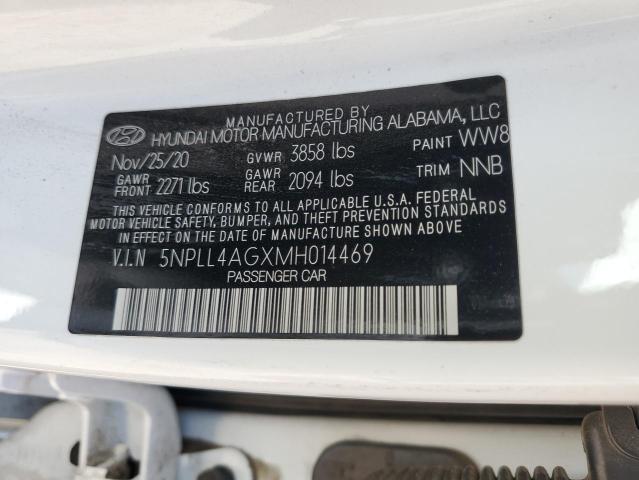 MANUFACTURED BY
HYUNDAI MOTOR MANUFACTURING ALABAMA, LLC
Nov/25/20 GVWR 3858 lbs PAINT WW8
GAWR FRONT 2271 lbs GAWR REAR 2094 lbs TRIM NNB
THIS VEHICLE CONFORMS TO ALL APPLICABLE U.S.A. FEDERAL
MOTOR VEHICLE SAFETY, BUMPER, AND THEFT PREVENTION STANDARDS
IN EFFECT ON THE DATE OF MANUFACTURE SHOWN ABOVE.
V.I.N 5NPLL4AGXMH014469
PASSENGER CAR